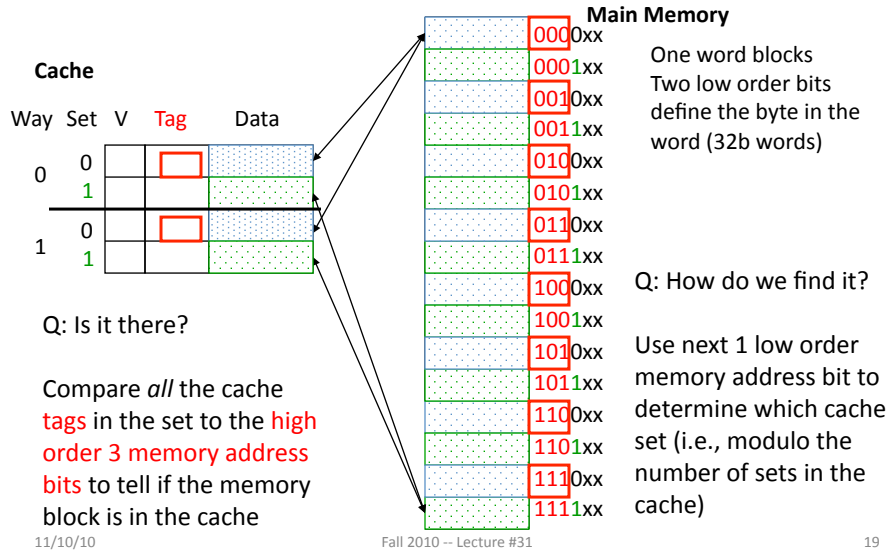 Main Memory
Cache
Way Set V Tag Data
0
0
1
1
0
1
Q: Is it there?
Compare all the cache
tags in the set to the high
order 3 memory address
bits to tell if the memory
block is in the cache
0000xx
0001xx
0010xx
0011xx
0100xx
0101xx
0110xx
0111xx
1000xx
1001xx
1010xx
1011xx
1100xx
1101xx
1110xx
1111xx
One word blocks
Two low order bits
define the byte in the
word (32b words)
Q: How do we find it?
Use next 1 low order
memory address bit to
determine which cache
set (i.e., modulo the
number of sets in the
cache)
11/10/10
Fall 2010 -- Lecture #31
19